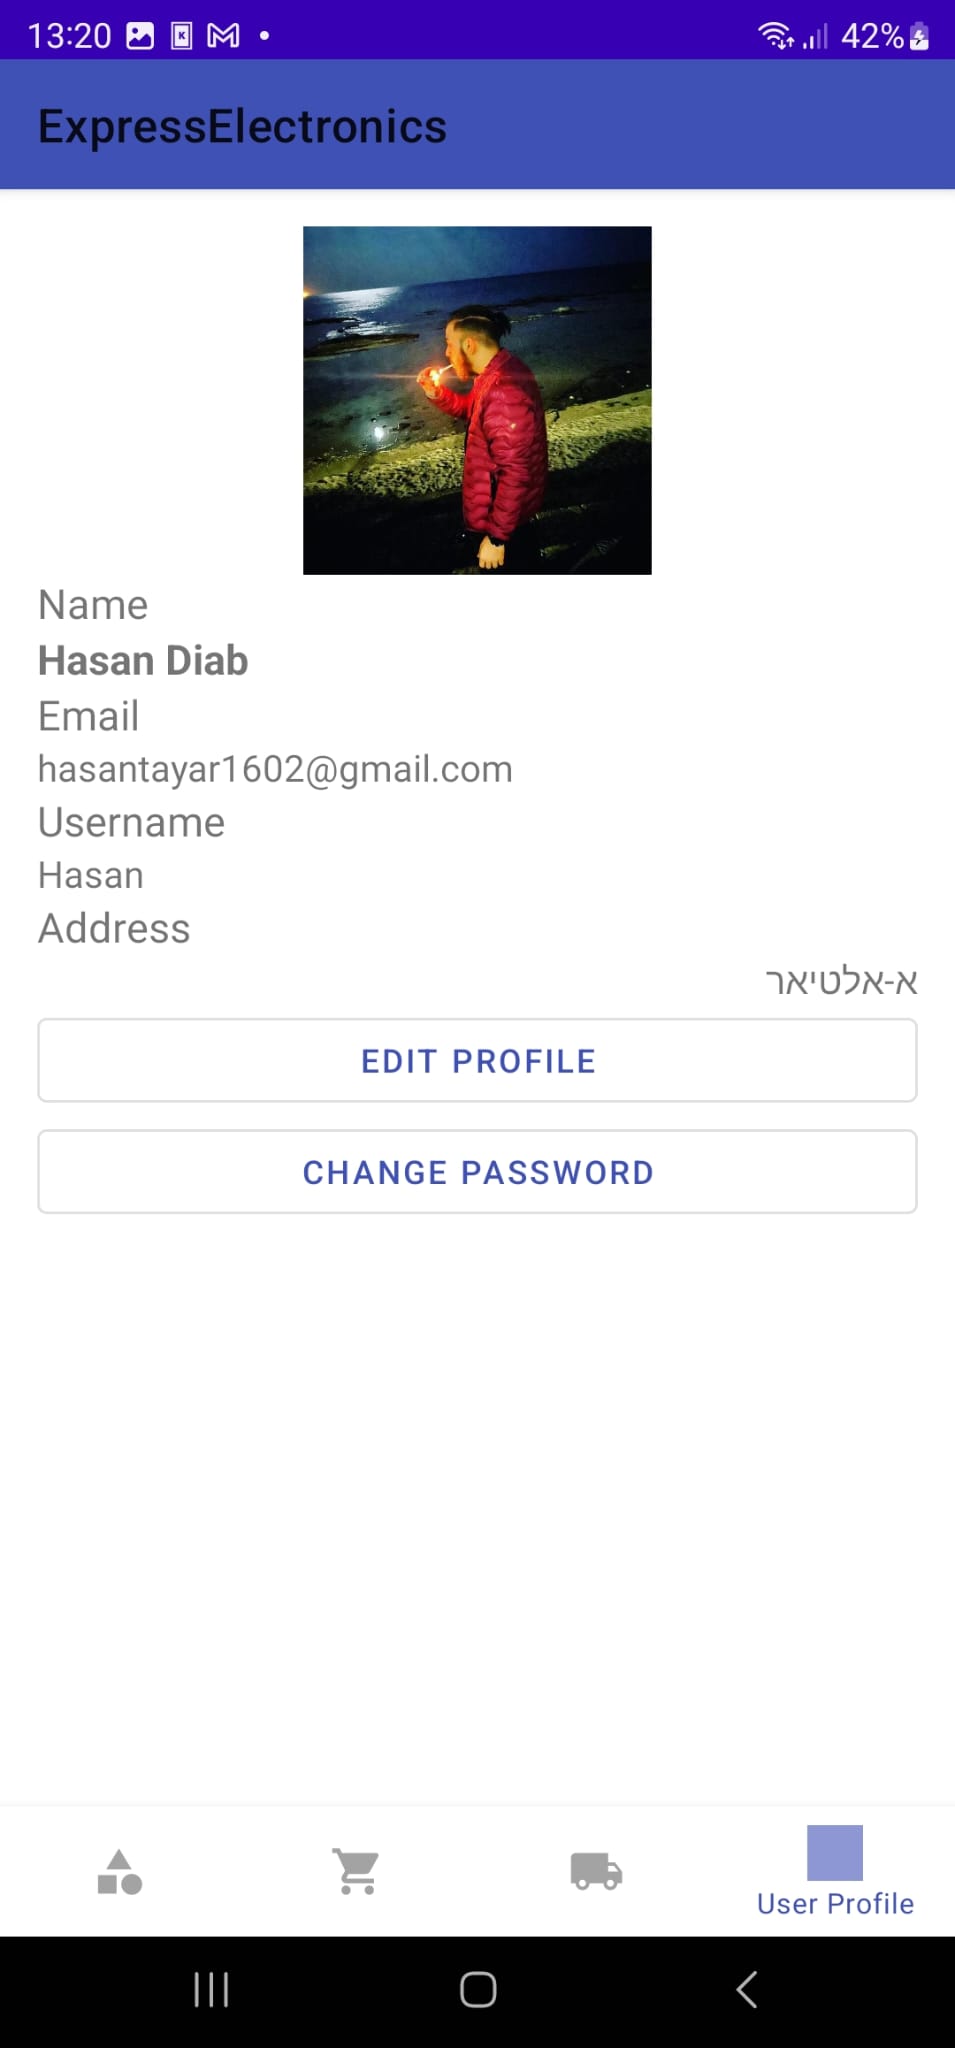 13:20
42%
ExpressElectronics
Name
Hasan Diab
Email
hasantayar1602@gmail.com
Username
Hasan
Address
א-אלטיאר
EDIT PROFILE
CHANGE PASSWORD
User Profile